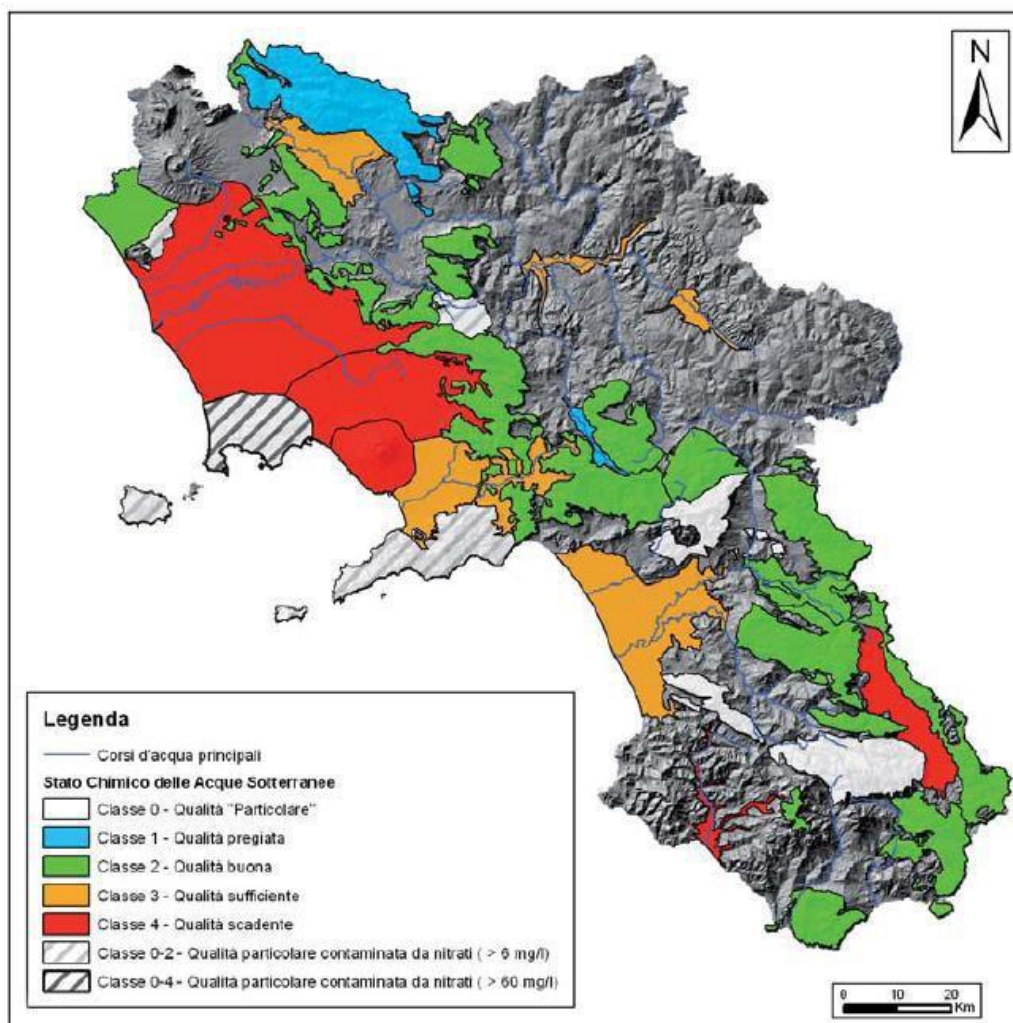 N
Legenda
Corsi d'acqua principali
Stato Chimico delle Acque Sotterranee
Classe 0 - Qualità "Particolare"
Classe 1 - Qualità pregiata
Classe 2 - Qualità buona
Classe 3 - Qualità sufficiente
Classe 4 - Qualità scadente
Classe 0-2 - Qualità particolare contaminata da nitrati ( > 6 mg/l)
Classe 0-4 - Qualità particolare contaminata da nitrati ( > 60 mg/l)
0 10 20
Km